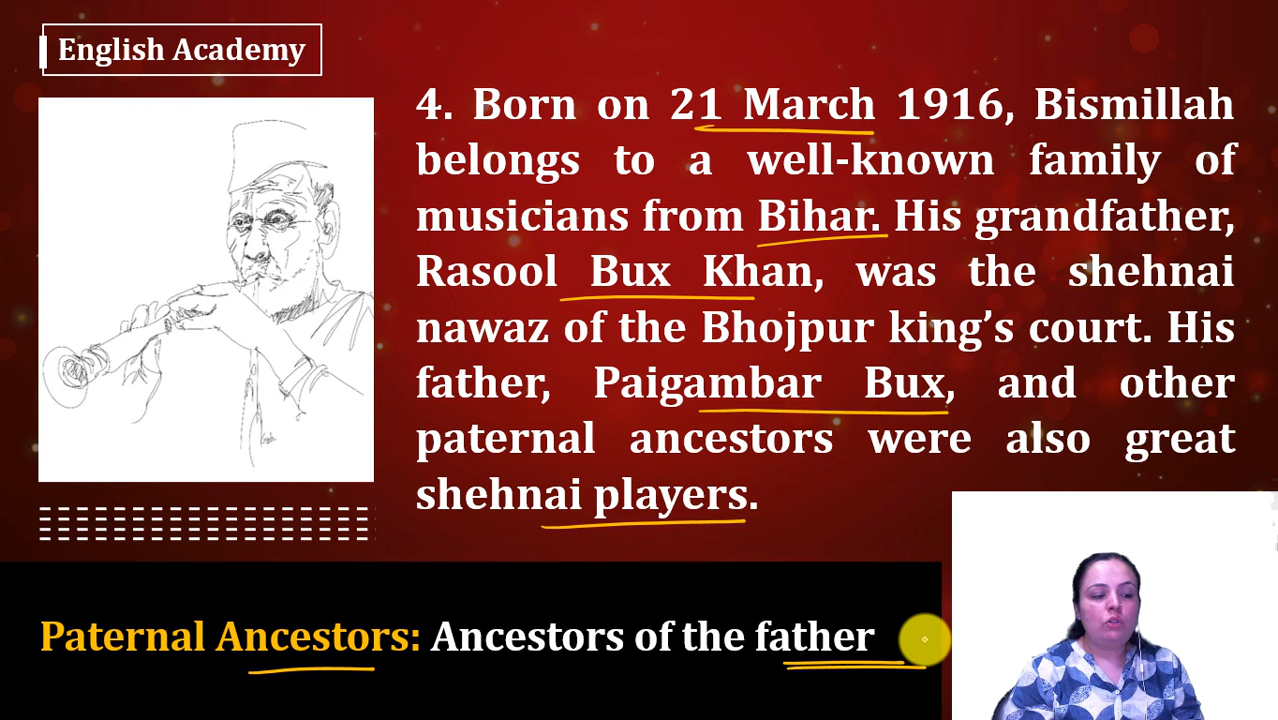 English Academy
4. Born on 21 March 1916, Bismillah
belongs to a well-known family of
musicians from Bihar. His grandfather,
Rasool Bux Khan, was the shehnai
nawaz of the Bhojpur king’s court. His
father, Paigambar Bux, and other
paternal ancestors were also great
shehnai players.
Paternal Ancestors: Ancestors of the father